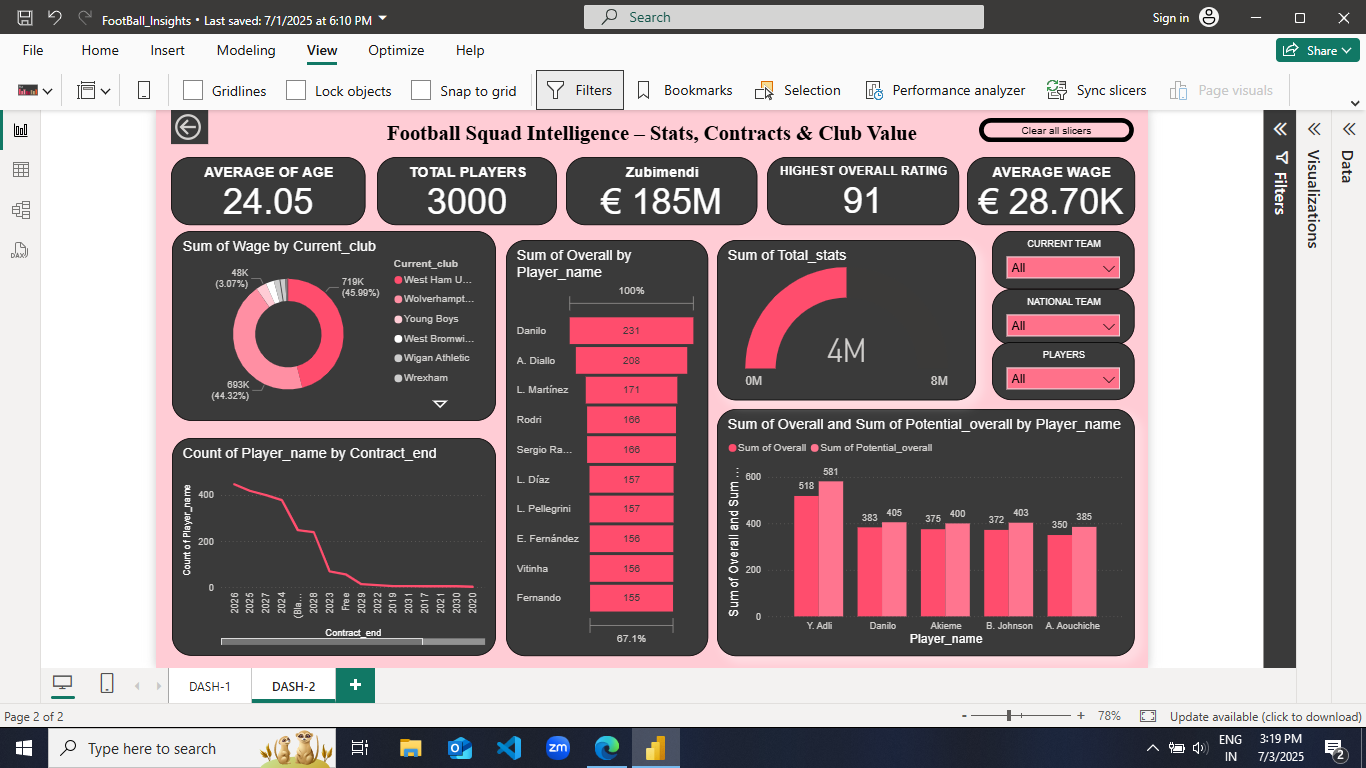 FootBall_Insights • Last saved: 7/1/2025 at 6:10 PM
Search
Sign in
File
Home
Insert
Modeling
View
Optimize
Help
Share
Gridlines
Lock objects
Snap to grid
Filters
Bookmarks
Selection
Performance analyzer
Sync slicers
Page visuals
Football Squad Intelligence – Stats, Contracts & Club Value
Clear all slicers
AVERAGE OF AGE
24.05
TOTAL PLAYERS
3000
Zubimendi
€ 185M
HIGHEST OVERALL RATING
91
AVERAGE WAGE
€ 28.70K
Sum of Wage by Current_club
48K
(3.07%)
719K
(45.99%)
693K
(44.32%)
Current_club
West Ham U...
Wolverhampt...
Young Boys
West Bromwi...
Wigan Athletic
Wrexham
Count of Player_name by Contract_end
Count of Player_name
400
200
0
2026
2025
2027
2024
(Bla...
2028
2023
Free
2029
2022
2019
2031
2017
2021
2030
2020
Contract_end
Sum of Overall by
Player_name
100%
Danilo 231
A. Diallo 208
L. Martínez 171
Rodri 166
Sergio Ra... 166
L. Díaz 157
L. Pellegrini 157
E. Fernández 156
Vitinha 156
Fernando 155
67.1%
Sum of Total_stats
4M
0M
8M
CURRENT TEAM
All
NATIONAL TEAM
All
PLAYERS
All
Sum of Overall and Sum of Potential_overall by Player_name
Sum of Overall
Sum of Potential_overall
Sum of Overall and Sum ...
600
400
200
0
518
581
383
405
375
400
372
403
350
385
Y. Adli
Danilo
Akieme
B. Johnson
A. Aouchiche
Player_name
Filters
Visualizations
Data
DAX
DASH-1
DASH-2
+
Page 2 of 2
- + 78%
Update available (click to download)
Type here to search
zm
ENG
IN
3:19 PM
7/3/2025
2